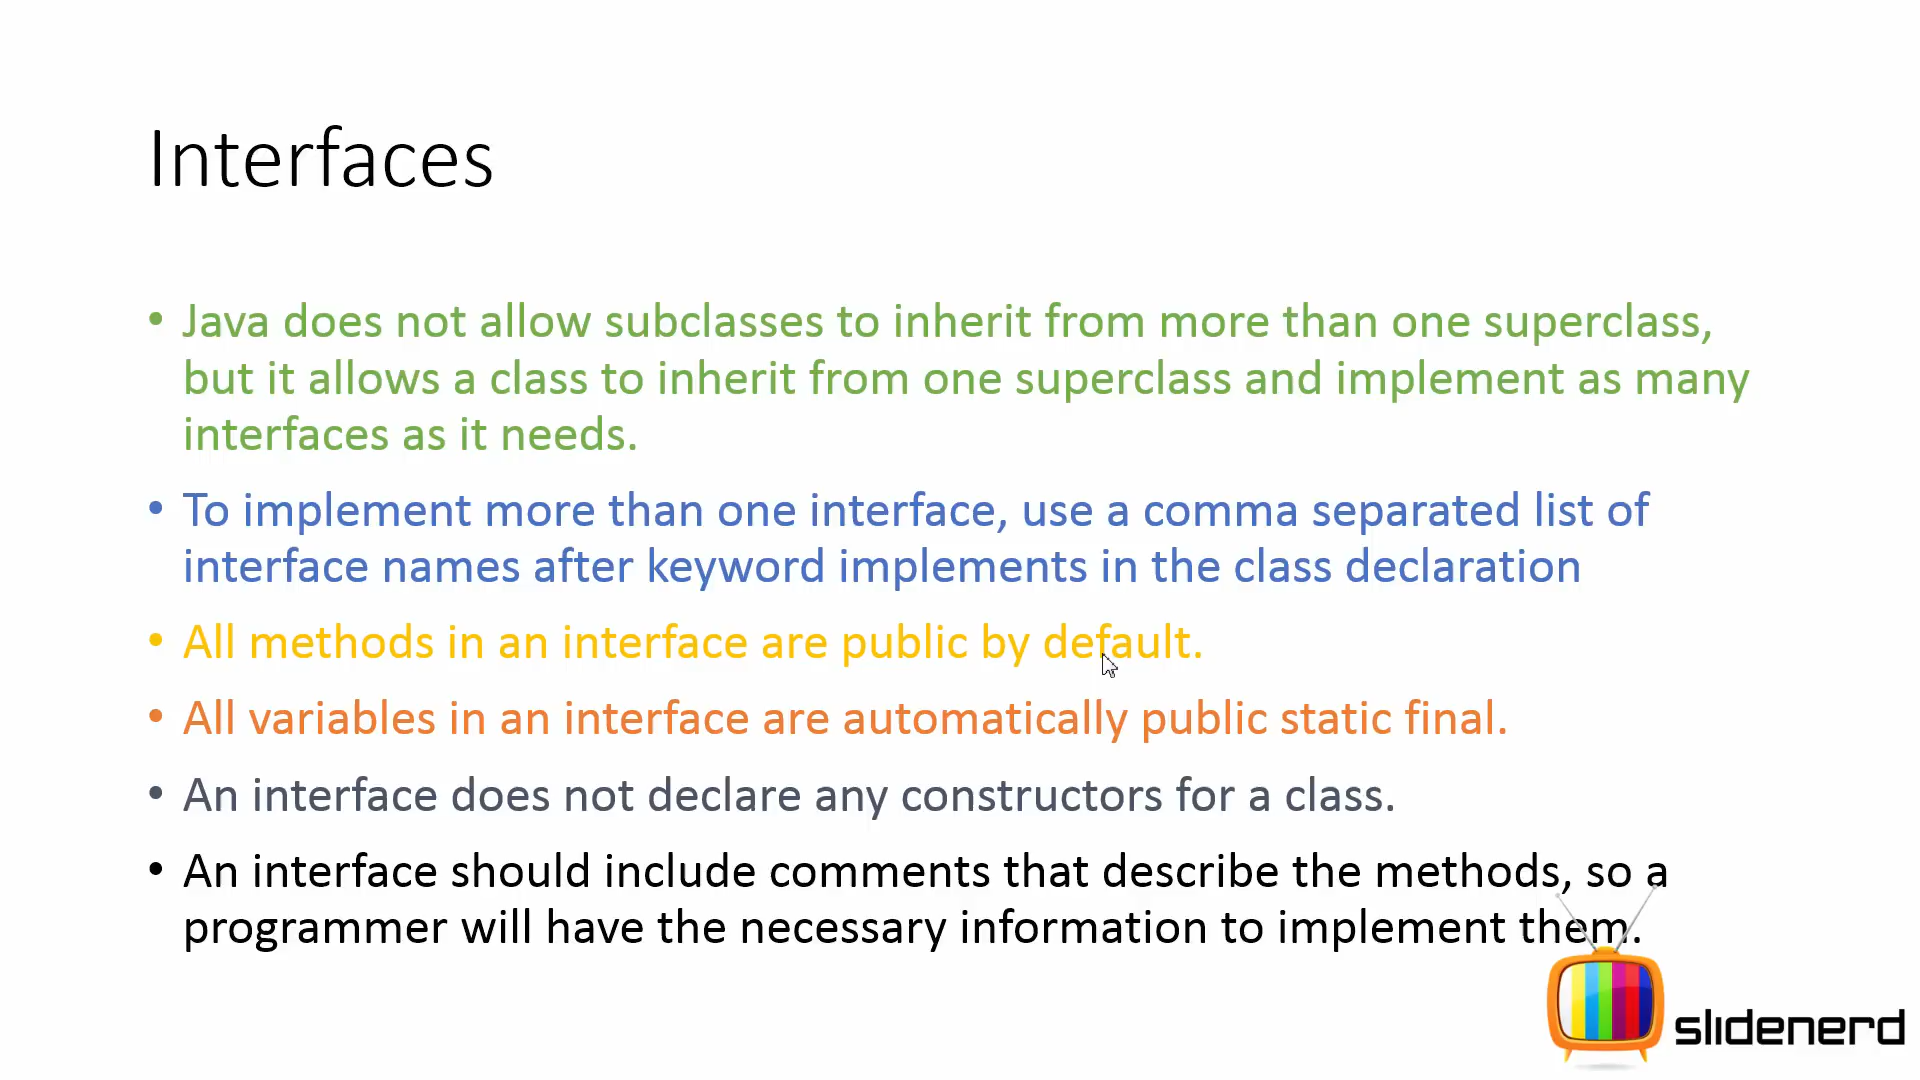 Interfaces
• Java does not allow subclasses to inherit from more than one superclass,
but it allows a class to inherit from one superclass and implement as many
interfaces as it needs.
• To implement more than one interface, use a comma separated list of
interface names after keyword implements in the class declaration
• All methods in an interface are public by default.
• All variables in an interface are automatically public static final.
• An interface does not declare any constructors for a class.
• An interface should include comments that describe the methods, so a
programmer will have the necessary information to implement them.
slidenerd